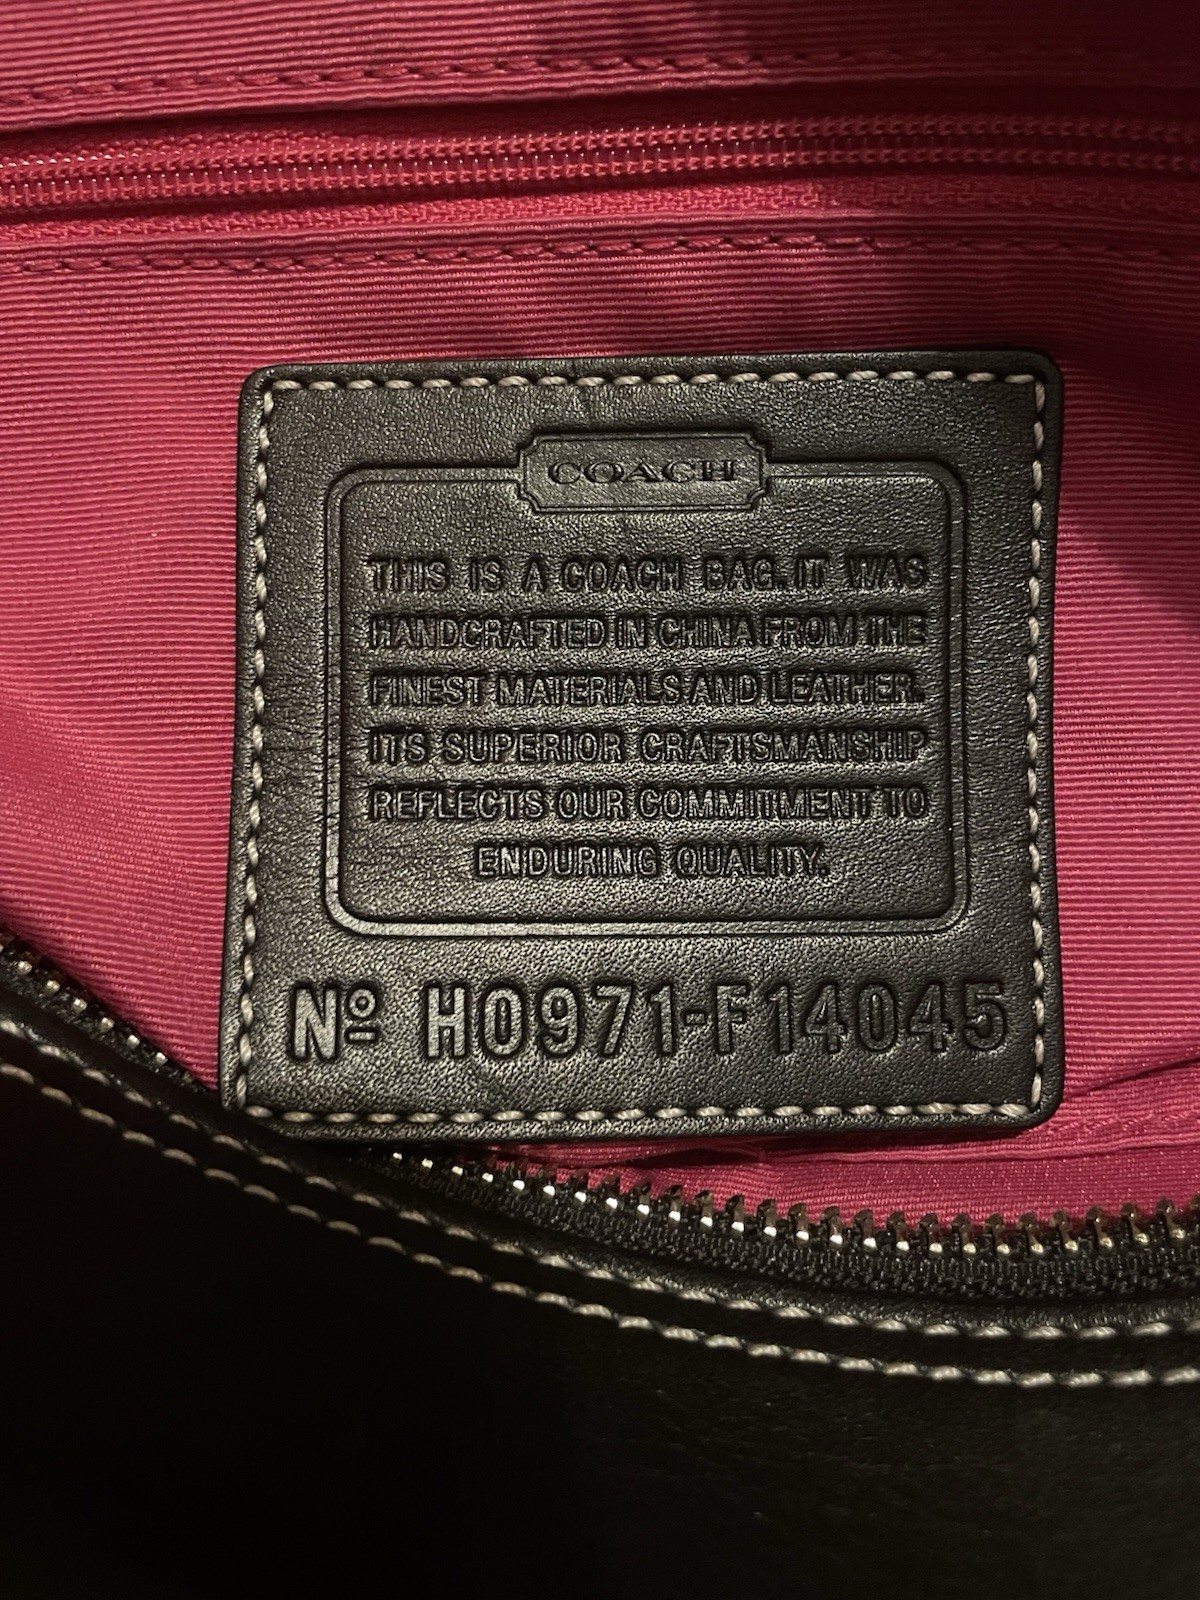 COACH
THIS IS A COACH BAG. IT WAS
HANDCRAFTED IN CHINA FROM THE
FINEST MATERIALS AND LEATHER.
ITS SUPERIOR CRAFTSMANSHIP
REFLECTS OUR COMMITMENT TO
ENDURING QUALITY.
Nº H0971-F14045